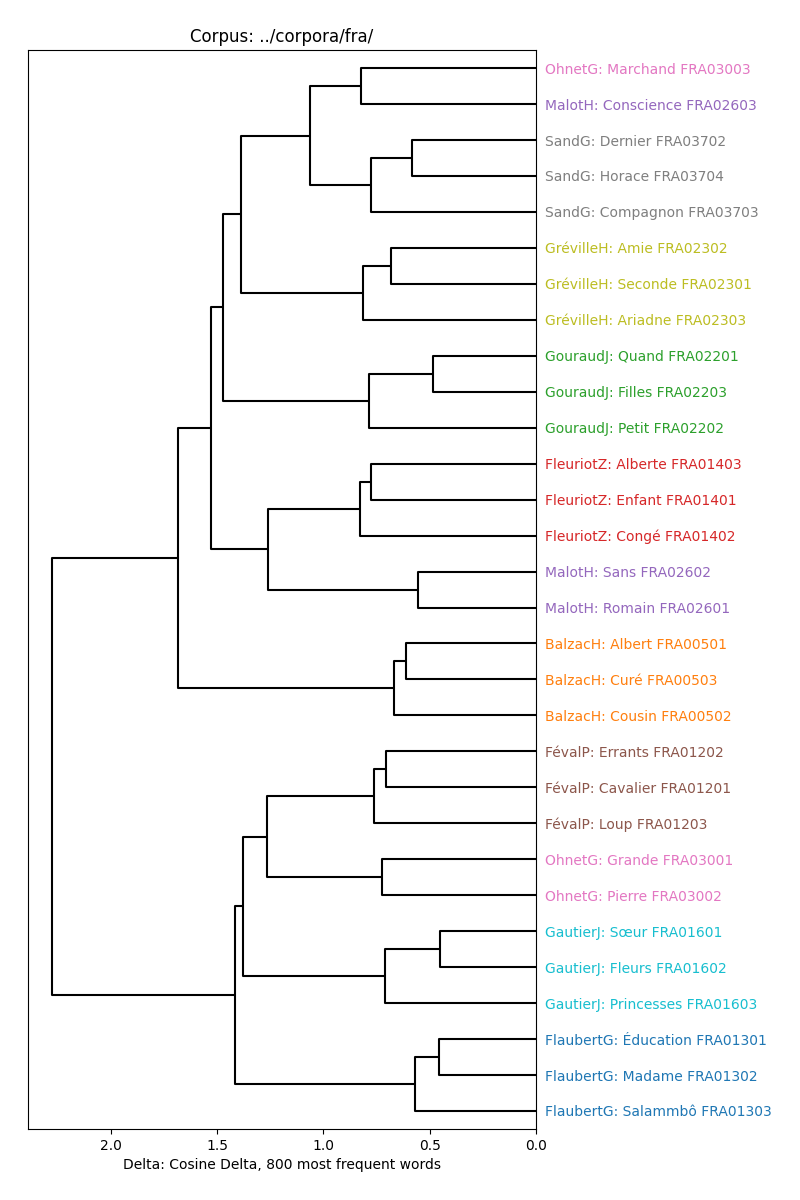 Corpus: ../corpora/fra/
OhnetG: Marchand FRA03003
MalotH: Conscience FRA02603
SandG: Dernier FRA03702
SandG: Horace FRA03704
SandG: Compagnon FRA03703
GrévilleH: Amie FRA02302
GrévilleH: Seconde FRA02301
GrévilleH: Ariadne FRA02303
GouraudJ: Quand FRA02201
GouraudJ: Filles FRA02203
GouraudJ: Petit FRA02202
FleuriotZ: Alberte FRA01403
FleuriotZ: Enfant FRA01401
FleuriotZ: Congé FRA01402
MalotH: Sans FRA02602
MalotH: Romain FRA02601
BalzacH: Albert FRA00501
BalzacH: Curé FRA00503
BalzacH: Cousin FRA00502
FévalP: Errants FRA01202
FévalP: Cavalier FRA01201
FévalP: Loup FRA01203
OhnetG: Grande FRA03001
OhnetG: Pierre FRA03002
GautierJ: Sœur FRA01601
GautierJ: Fleurs FRA01602
GautierJ: Princesses FRA01603
FlaubertG: Éducation FRA01301
FlaubertG: Madame FRA01302
FlaubertG: Salammbô FRA01303
2.0 1.5 1.0 0.5 0.0
Delta: Cosine Delta, 800 most frequent words